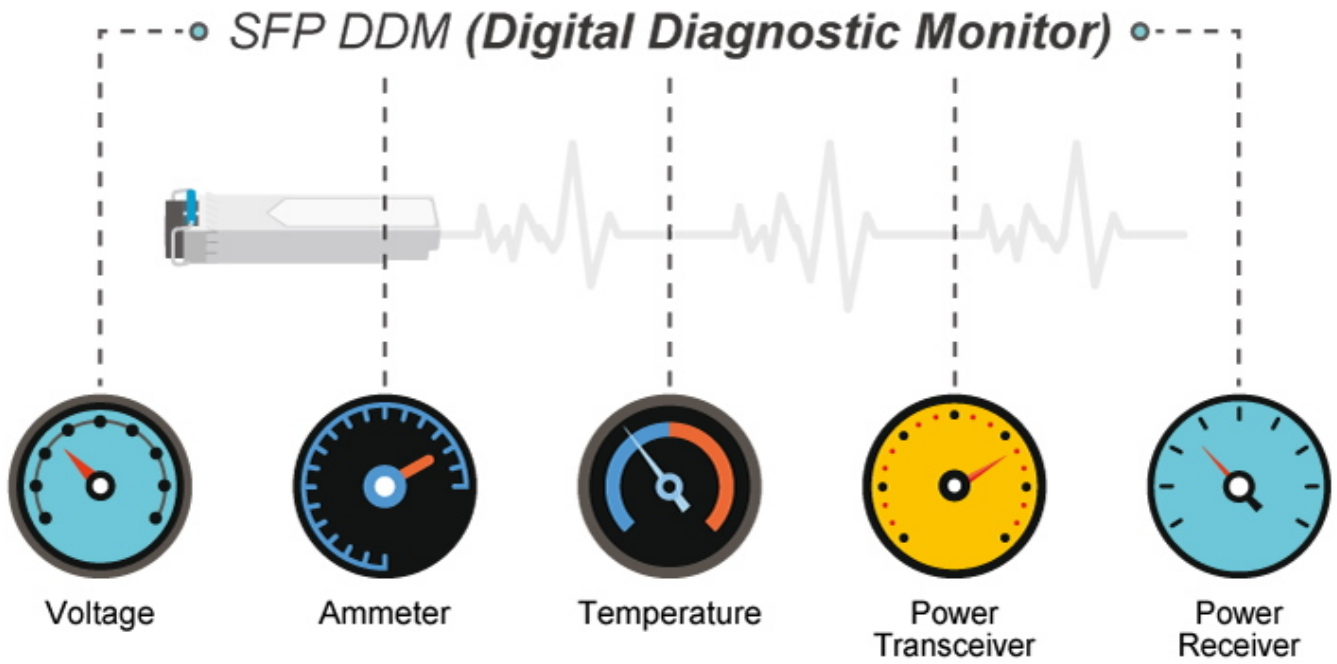 SFP DDM (Digital Diagnostic Monitor)
Voltage
Ammeter
Temperature
Power
Transceiver
Power
Receiver